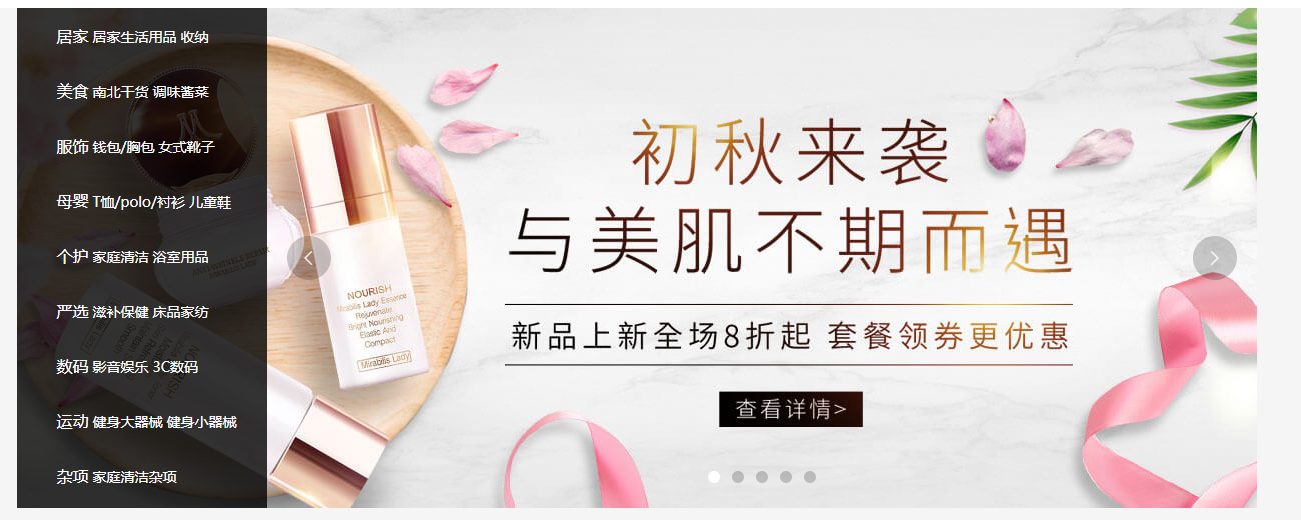 居家 居家生活用品 收纳
美食 南北干货 调味酱菜
服饰 钱包/胸包 女式靴子
母婴 T恤/polo/衬衫 儿童鞋
个护 家庭清洁 浴室用品
严选 滋补保健 床品家纺
数码 影音娱乐 3C数码
运动 健身大器械 健身小器械
杂项 家庭清洁杂项
NOURISH
Mirabilis Lady Essence
Rejuvenate
Bright Nourishing
Elastic And
Compact
Mirabilis Lady
初秋来袭
与美肌不期而遇
新品上新全场8折起 套餐领券更优惠
查看详情>